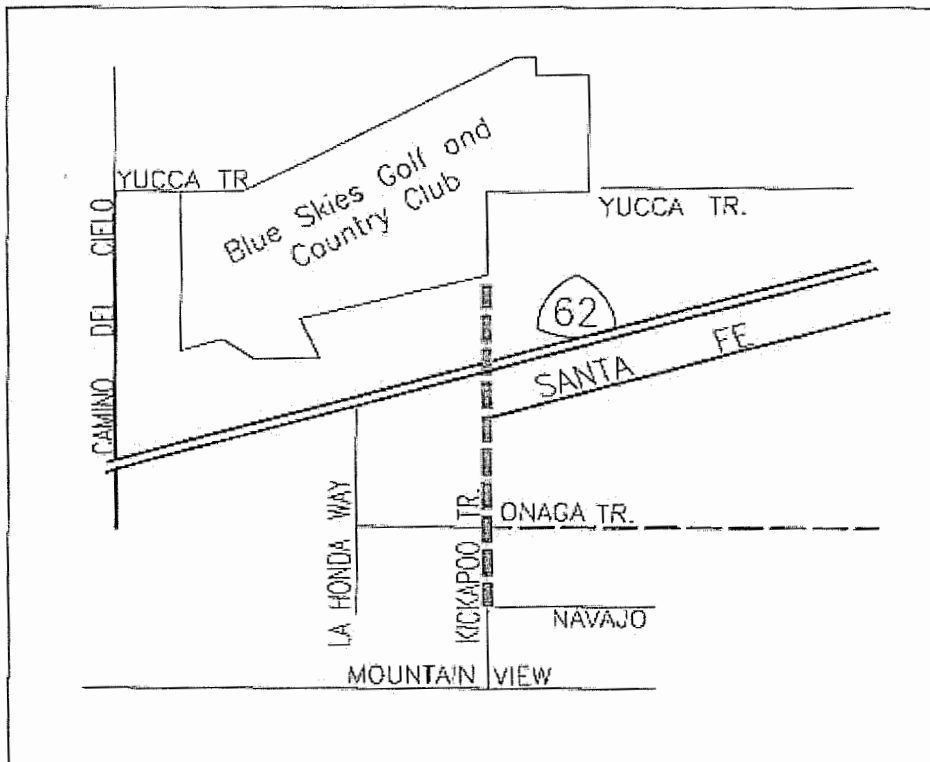 Blue Skies Golf and
Country Club
YUCCA TR
YUCCA TR.
CAMINO DEL CIELO
62
SANTA FE
LA HONDA WAY
KICKAPOO TR.
ONAGA TR.
NAVAJO
MOUNTAIN VIEW